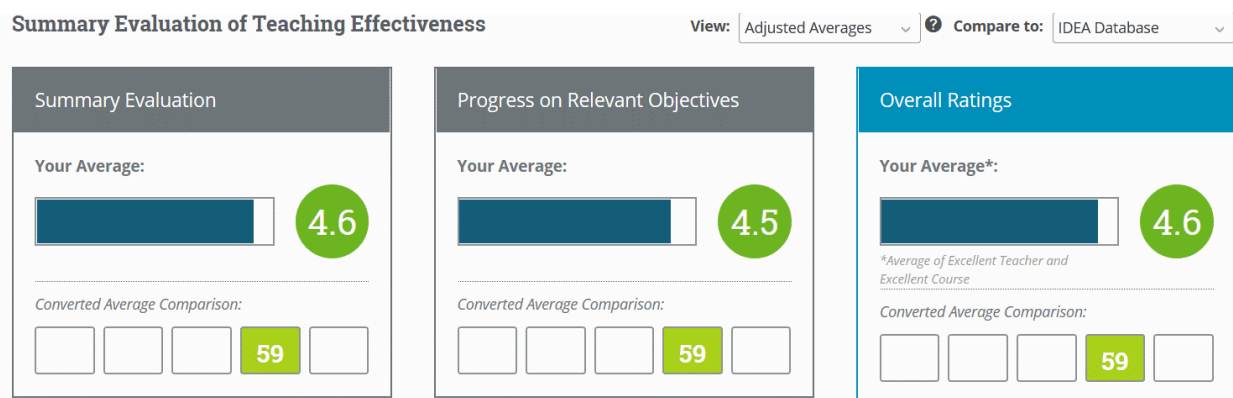 Summary Evaluation of Teaching Effectiveness
View: Adjusted Averages ? Compare to: IDEA Database
Summary Evaluation
Your Average:
4.6
Converted Average Comparison:
59
Progress on Relevant Objectives
Your Average:
4.5
Converted Average Comparison:
59
Overall Ratings
Your Average*:
4.6
*Average of Excellent Teacher and
Excellent Course
Converted Average Comparison:
59